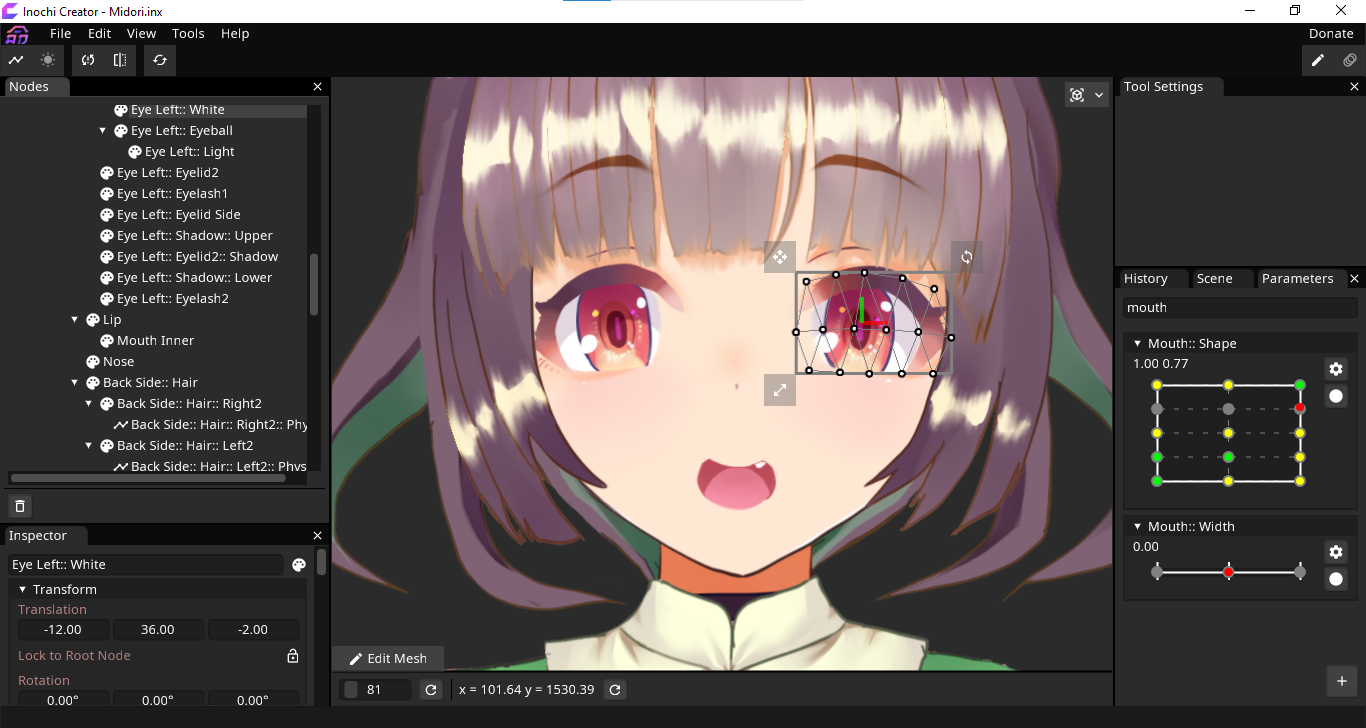 Inochi Creator - Midori.inx
File Edit View Tools Help Donate
Nodes
Eye Left:: White
Eye Left:: Eyeball
Eye Left:: Light
Eye Left:: Eyelid2
Eye Left:: Eyelash1
Eye Left:: Eyelid Side
Eye Left:: Shadow:: Upper
Eye Left:: Eyelid2:: Shadow
Eye Left:: Shadow:: Lower
Eye Left:: Eyelash2
Lip
Mouth Inner
Nose
Back Side:: Hair
Back Side:: Hair:: Right2
Back Side:: Hair:: Right2:: Phy
Back Side:: Hair:: Left2
Back Side:: Hair:: Left2:: Phys
Inspector
Eye Left:: White
Transform
Translation
-12.00 36.00 -2.00
Lock to Root Node
Rotation
0.00° 0.00° 0.00°
Edit Mesh
81 x = 101.64 y = 1530.39
Tool Settings
History Scene Parameters
mouth
Mouth:: Shape
1.00 0.77
Mouth:: Width
0.00